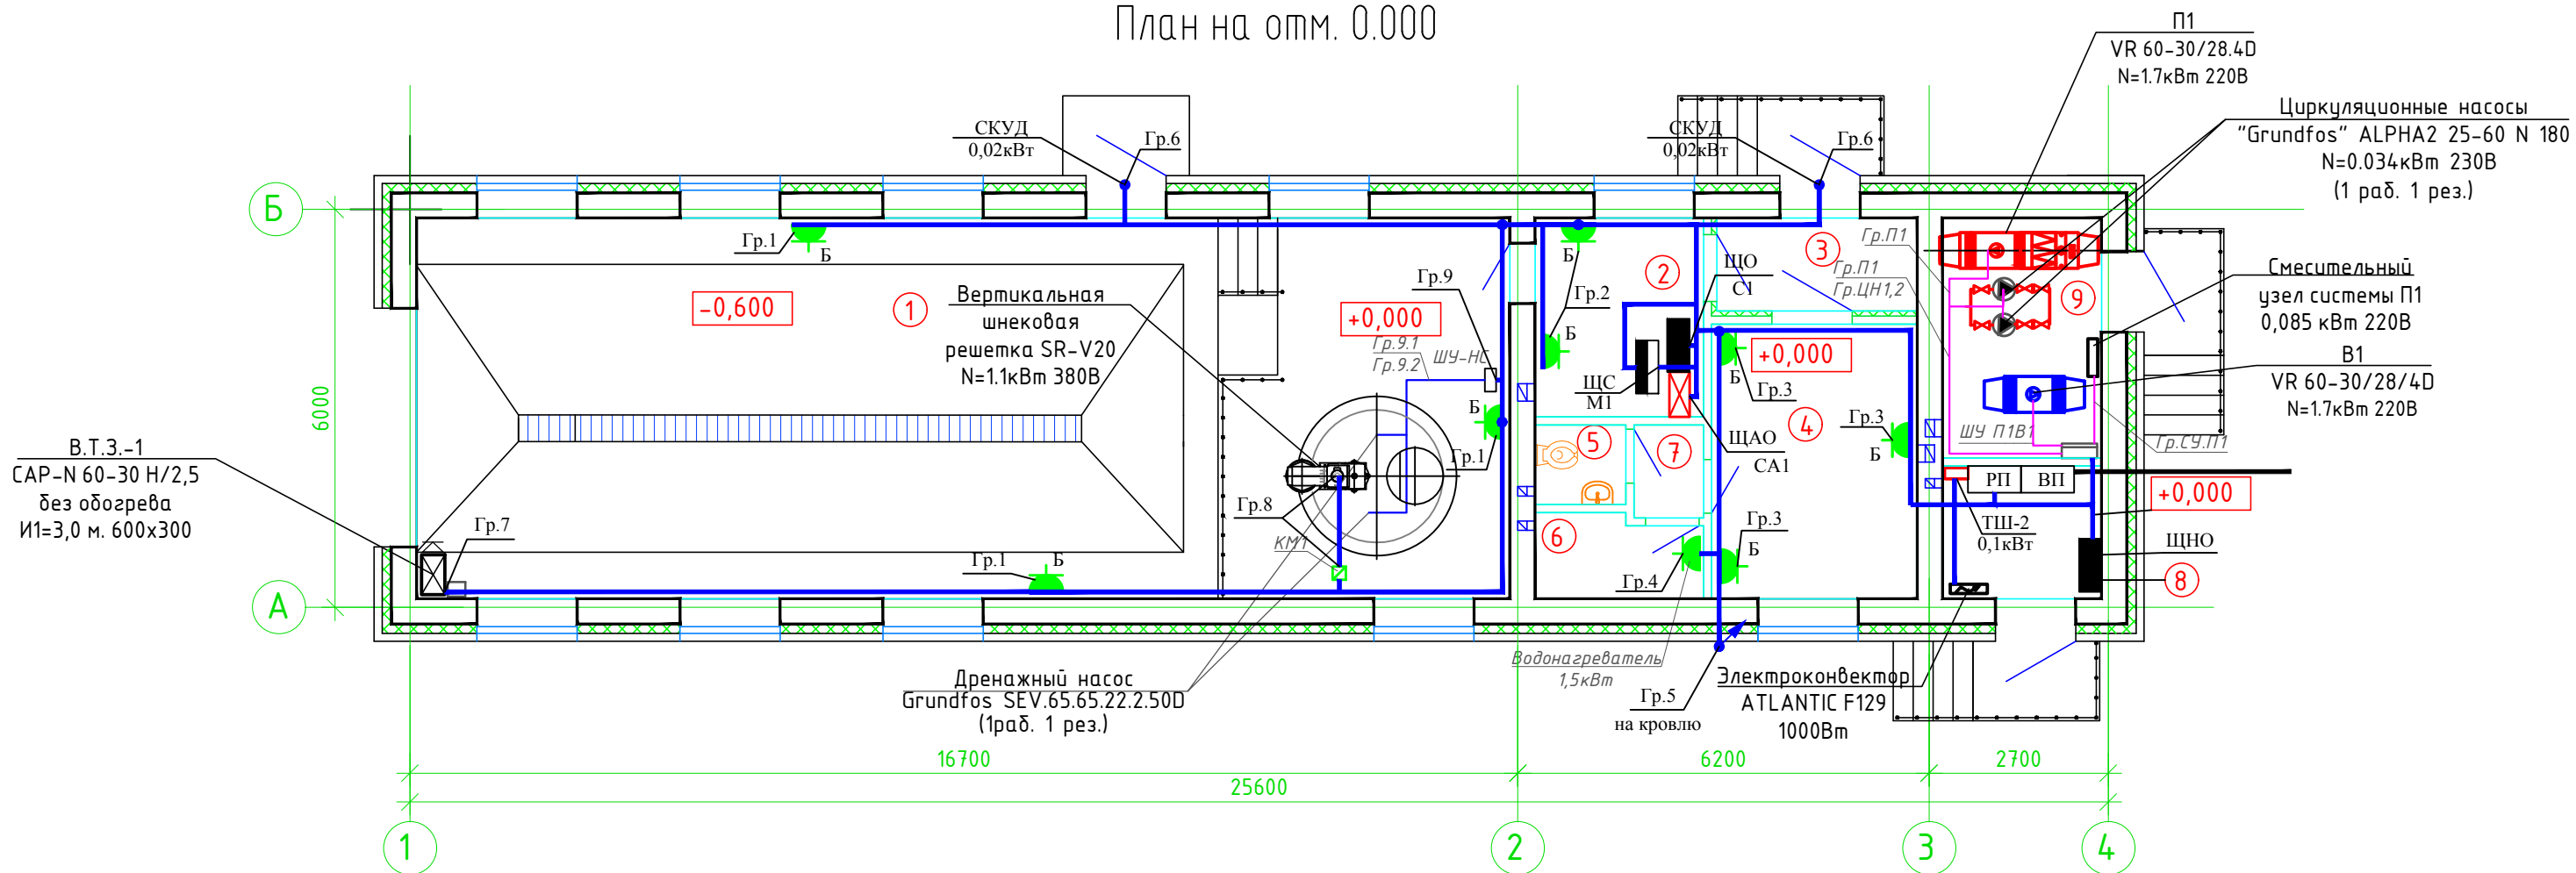 План на отм. 0.000
П1
VR 60-30/28.4D
N=1.7кВт 220В
Циркуляционные насосы
"Grundfos" ALPHA2 25-60 N 180
N=0.034кВт 230В
(1 раб. 1 рез.)
СКУД
0,02кВт
Гр.6
СКУД
0,02кВт
Гр.6
Б
Гр.1
Б
Б
Гр.2
Б
2
ЩО
С1
3
Гр.П1
Гр.П1
Гр.ЦН1,2
9
Смесительный
узел системы П1
0,085 кВт 220В
-0,600
1
Вертикальная
шнековая
решетка SR-V20
N=1.1кВт 380В
+0,000
Гр.9
Гр.9.1
Гр.9.2
ШУ-НС
ЩС
М1
Б
Гр.3
+0,000
В1
VR 60-30/28/4D
N=1.7кВт 220В
6000
Б
Гр.1
5
7
ЩАО
СА1
4
Гр.3
Б
ШУ П1В1
Гр.СУ.П1
В.Т.З.-1
CAP-N 60-30 Н/2,5
без обогрева
И1=3,0 м. 600х300
Гр.7
Гр.8
КМ1
6
Гр.3
Б
РП
ВП
+0,000
ТШ-2
0,1кВт
ЩНО
8
А
Гр.1
Б
Гр.4
Дренажный насос
Grundfos SEV.65.65.22.2.50D
(1раб. 1 рез.)
Водонагреватель
1,5кВт
Гр.5
на кровлю
Электроконвектор
ATLANTIC F129
1000Вт
16700
6200
2700
25600
1
2
3
4